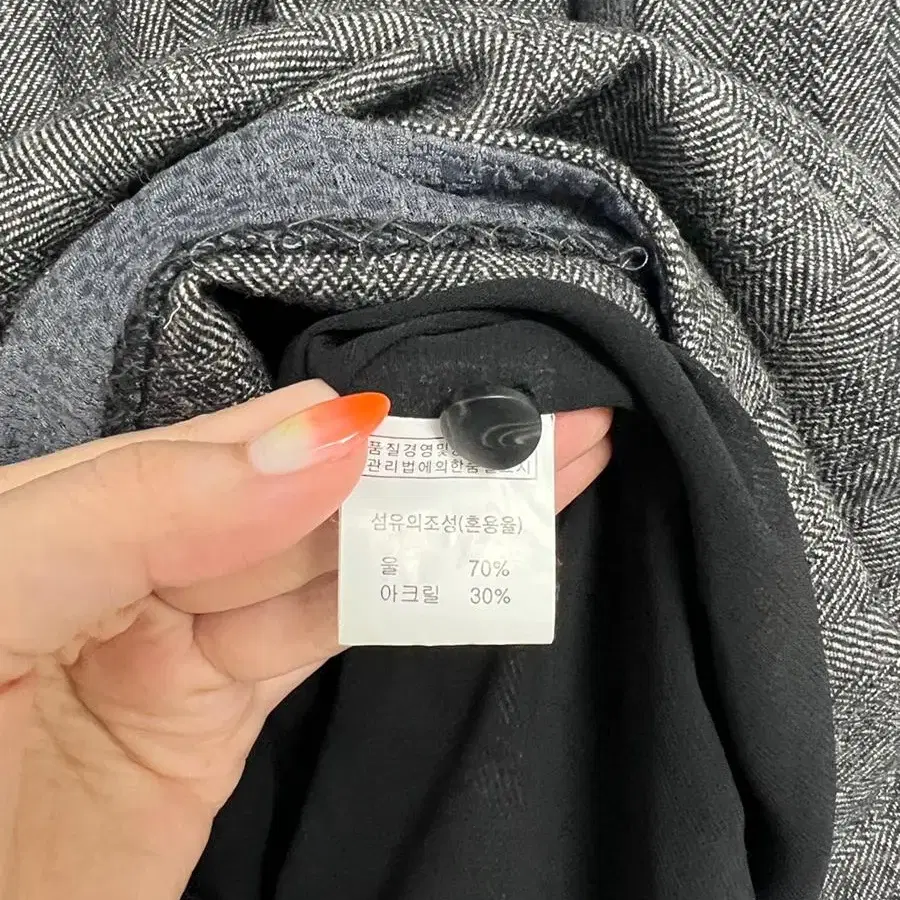 품질경영및
관리법에의한품
섬유의조성(혼용율)
울 70%
아크릴 30%